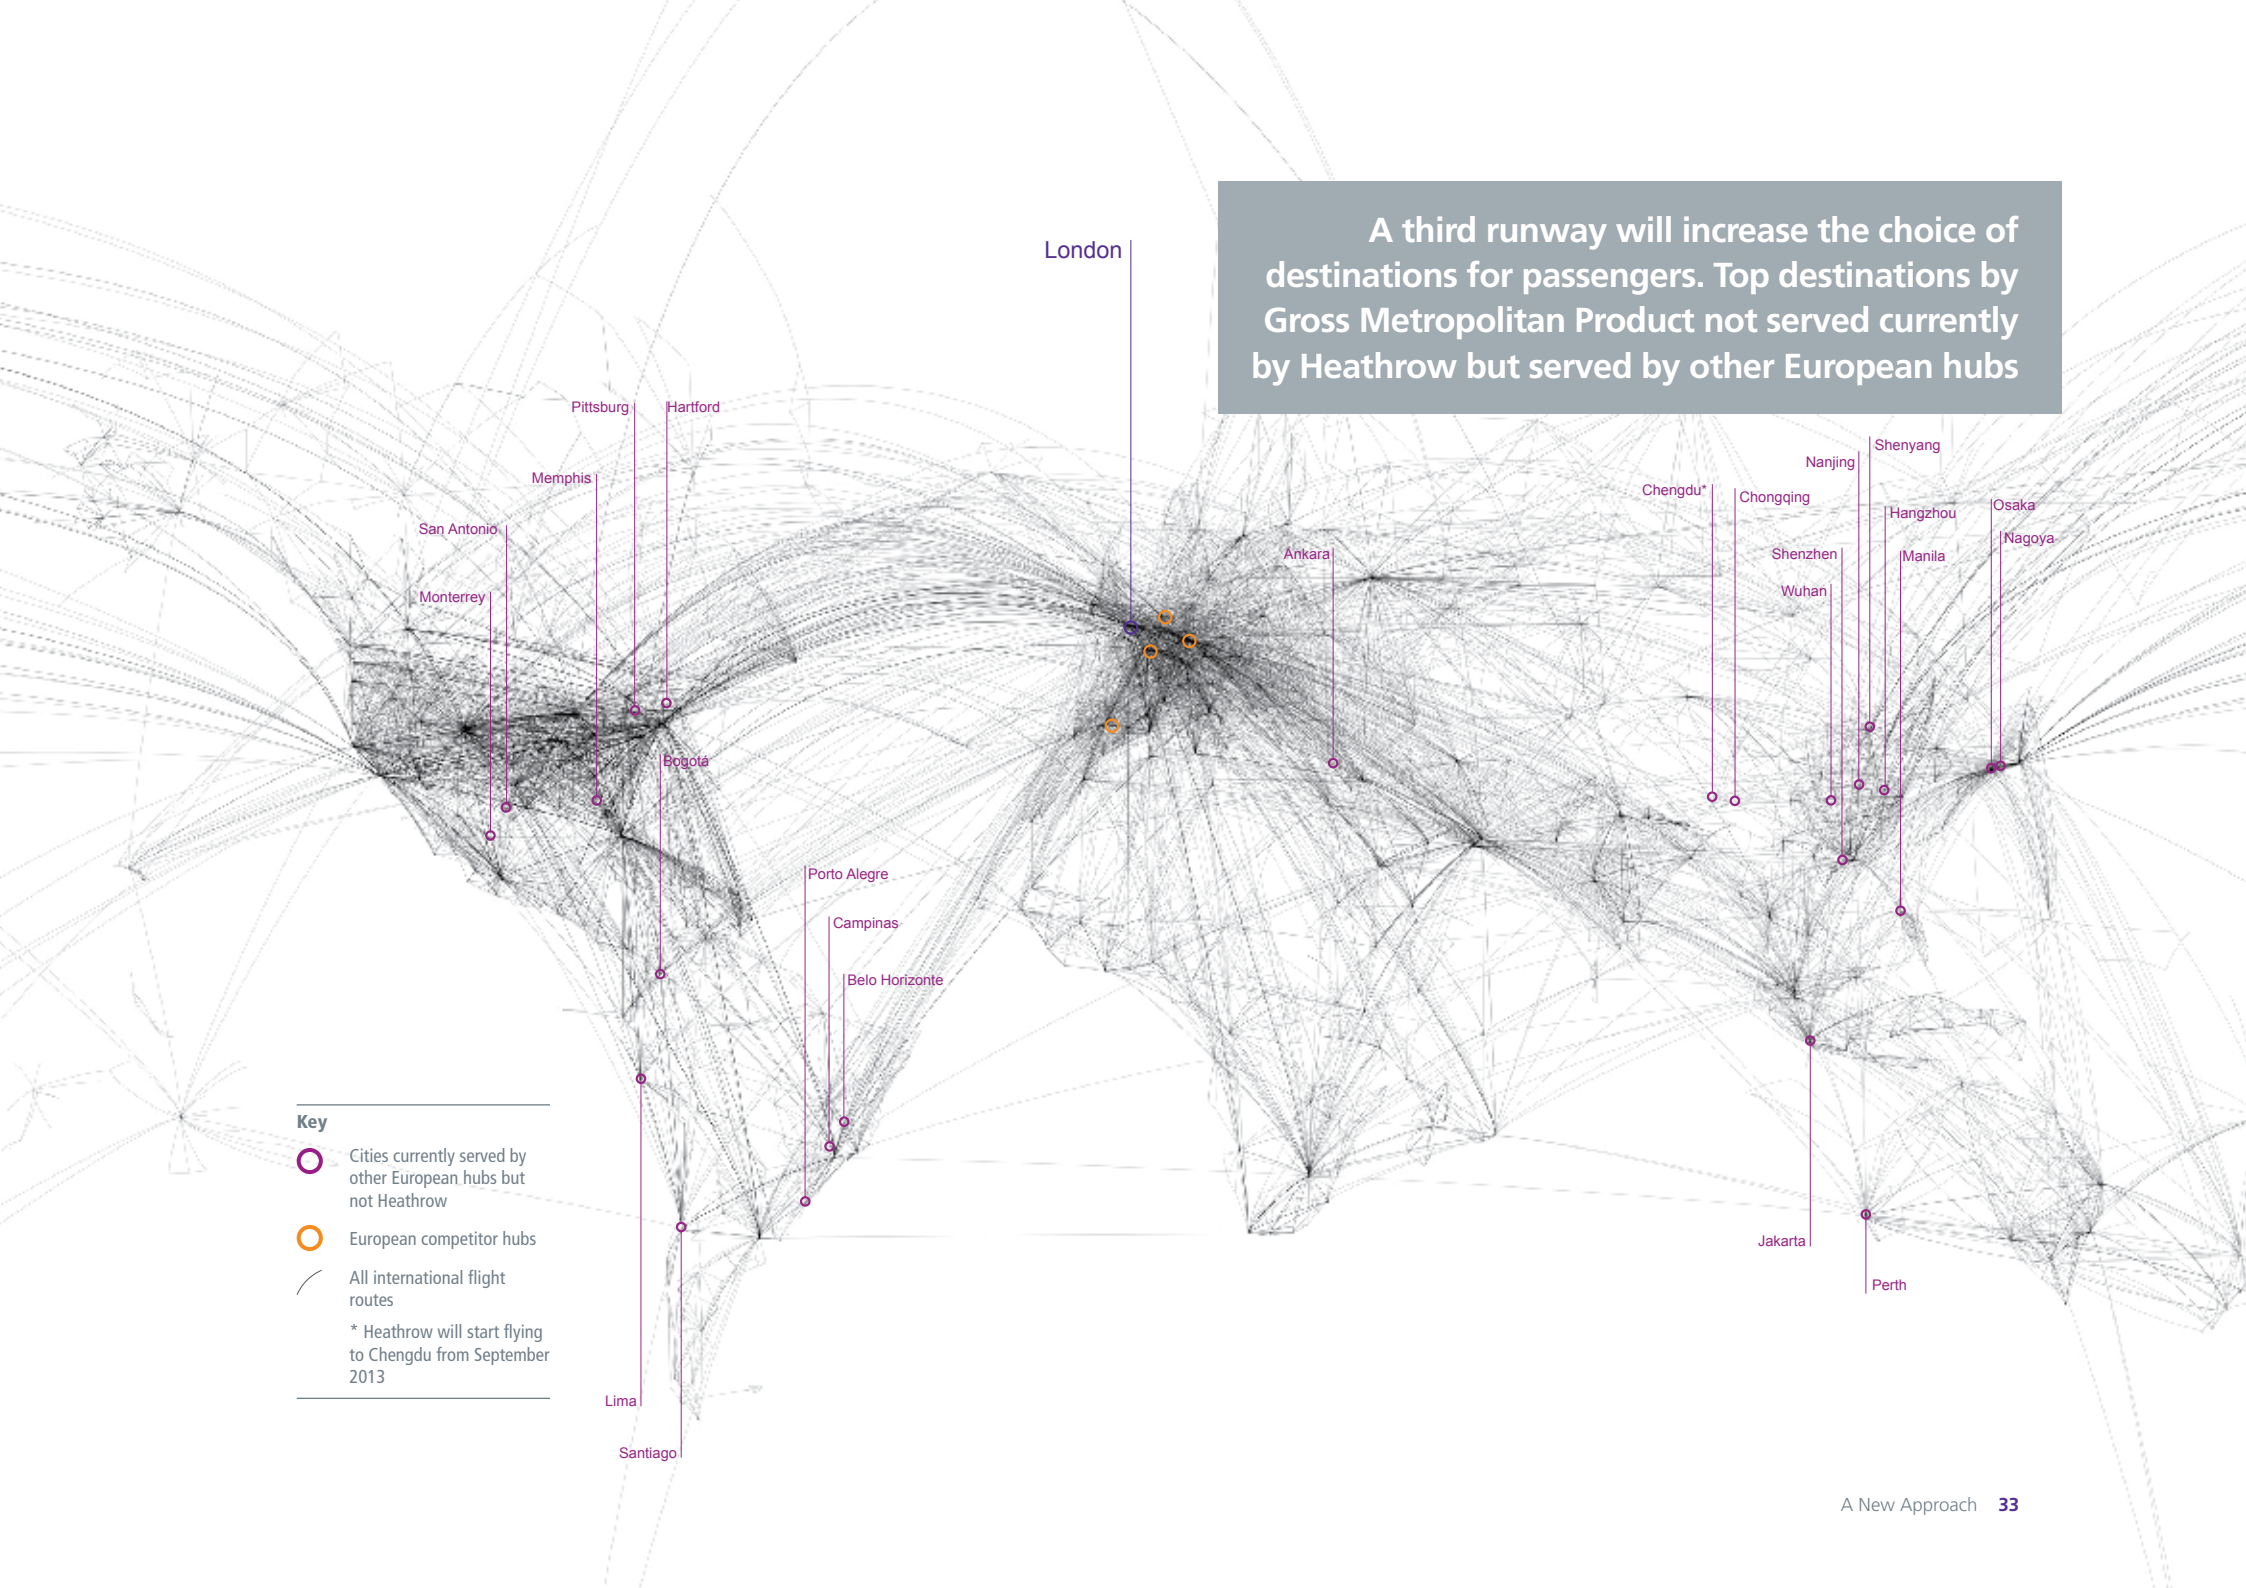 A third runway will increase the choice of
destinations for passengers. Top destinations by
Gross Metropolitan Product not served currently
by Heathrow but served by other European hubs
London
Pittsburg
Hartford
Memphis
San Antonio
Monterrey
Bogotá
Porto Alegre
Campinas
Belo Horizonte
Ankara
Shenyang
Nanjing
Chengdu*
Chongqing
Osaka
Hangzhou
Nagoya
Shenzhen
Manila
Wuhan
Jakarta
Perth
Lima
Santiago
Key
Cities currently served by
other European hubs but
not Heathrow
European competitor hubs
All international flight
routes
* Heathrow will start flying
to Chengdu from September
2013
A New Approach 33